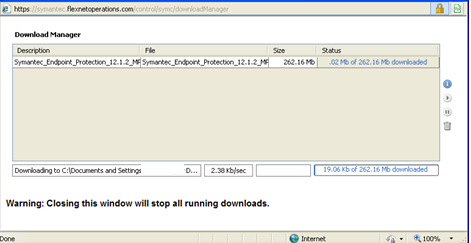 https://symantec.flexnetoperations.com/control/sync/downloadManager
Download Manager
Description File Size Status
Symantec_Endpoint_Protection_12.1.2_MP Symantec_Endpoint_Protection_12.1.2_MP 262.16 Mb .02 Mb of 262.16 Mb downloaded
Downloading to C:\Documents and Settings D... 2.38 Kb/sec 19.06 Kb of 262.16 Mb downloaded
Warning: Closing this window will stop all running downloads.
Done Internet 100%